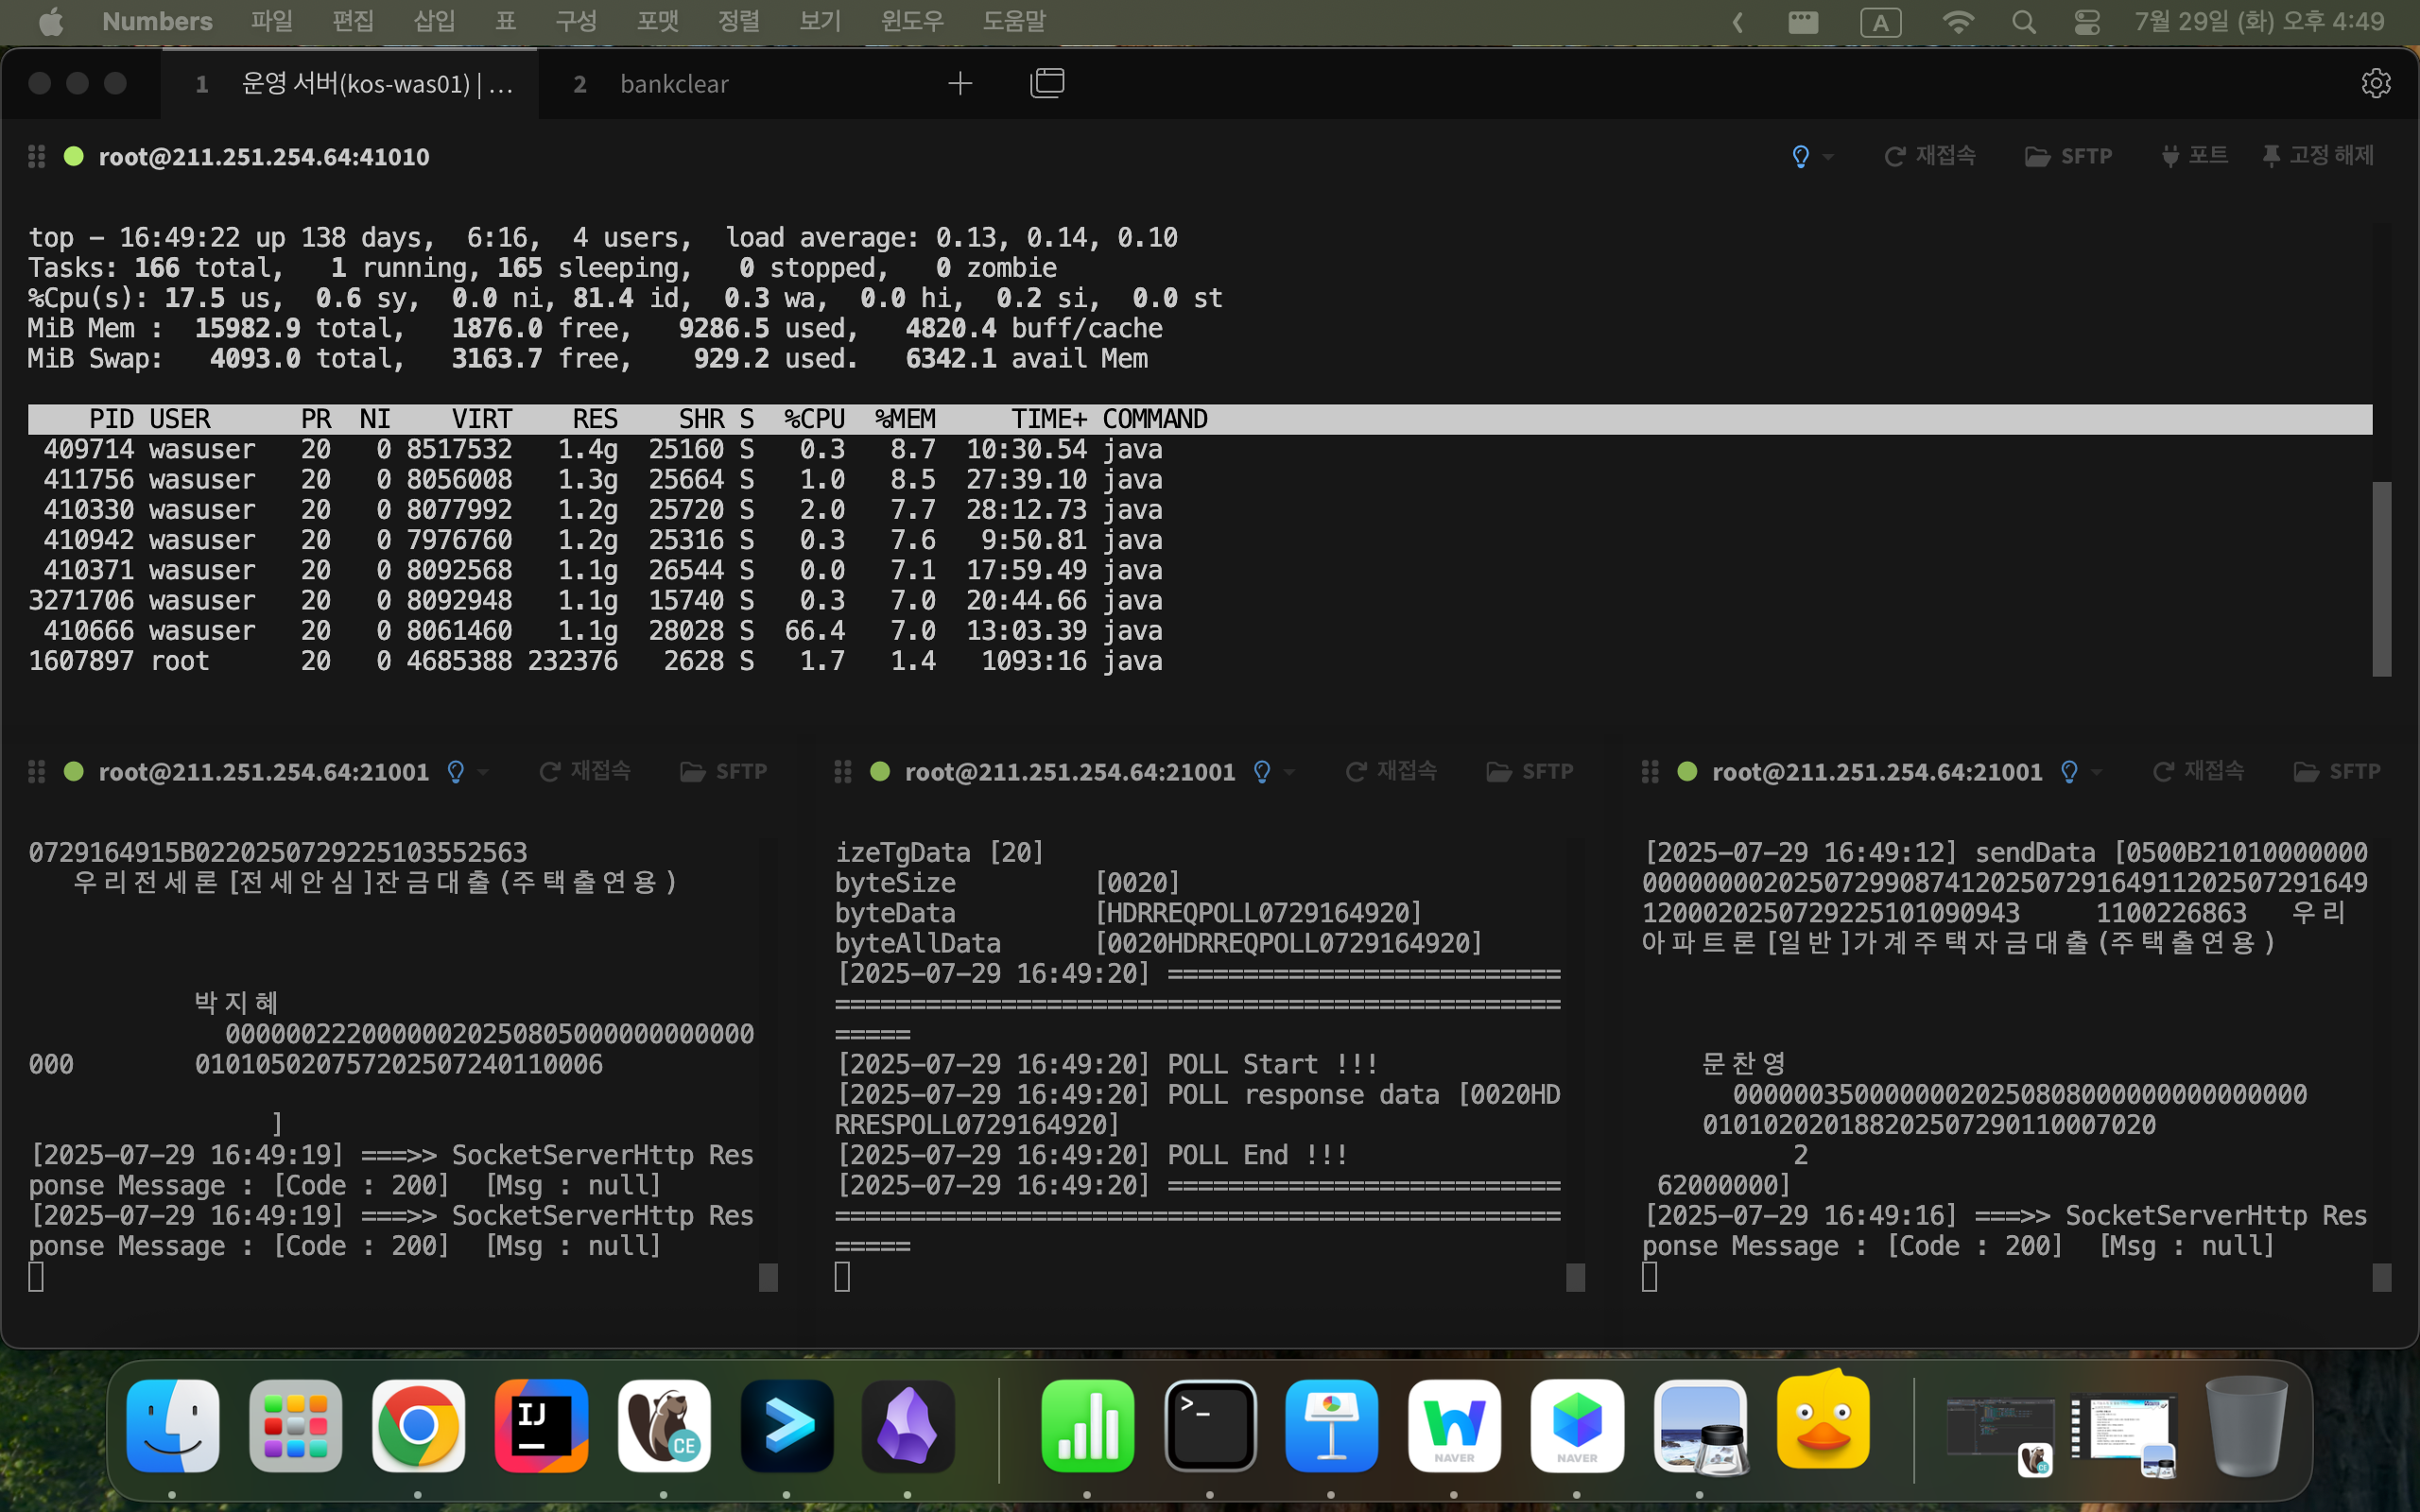 Numbers 파일 편집 삽입 표 구성 포맷 정렬 보기 윈도우 도움말 A 7월 29일 (화) 오후 4:49
1 운영 서버(kos-was01) | … 2 bankclear
root@211.251.254.64:41010 재접속 SFTP 포트 고정 해제
top - 16:49:22 up 138 days, 6:16, 4 users, load average: 0.13, 0.14, 0.10
Tasks: 166 total, 1 running, 165 sleeping, 0 stopped, 0 zombie
%Cpu(s): 17.5 us, 0.6 sy, 0.0 ni, 81.4 id, 0.3 wa, 0.0 hi, 0.2 si, 0.0 st
MiB Mem : 15982.9 total, 1876.0 free, 9286.5 used, 4820.4 buff/cache
MiB Swap: 4093.0 total, 3163.7 free, 929.2 used. 6342.1 avail Mem
PID USER PR NI VIRT RES SHR S %CPU %MEM TIME+ COMMAND
409714 wasuser 20 0 8517532 1.4g 25160 S 0.3 8.7 10:30.54 java
411756 wasuser 20 0 8056008 1.3g 25664 S 1.0 8.5 27:39.10 java
410330 wasuser 20 0 8077992 1.2g 25720 S 2.0 7.7 28:12.73 java
410942 wasuser 20 0 7976760 1.2g 25316 S 0.3 7.6 9:50.81 java
410371 wasuser 20 0 8092568 1.1g 26544 S 0.0 7.1 17:59.49 java
3271706 wasuser 20 0 8092948 1.1g 15740 S 0.3 7.0 20:44.66 java
410666 wasuser 20 0 8061460 1.1g 28028 S 66.4 7.0 13:03.39 java
1607897 root 20 0 4685388 232376 2628 S 1.7 1.4 1093:16 java
root@211.251.254.64:21001 재접속 SFTP
0729164915B0220250729225103552563
우리전세론[전세안심]잔금대출(주택출연용)
박지혜
00000022200000020250805000000000000
000 010105020757202507240110006
]
[2025-07-29 16:49:19] ===>> SocketServerHttp Res
ponse Message : [Code : 200] [Msg : null]
[2025-07-29 16:49:19] ===>> SocketServerHttp Res
ponse Message : [Code : 200] [Msg : null]
root@211.251.254.64:21001 재접속 SFTP
izeTgData [20]
byteSize [0020]
byteData [HDRREQPOLL0729164920]
byteAllData [0020HDRREQPOLL0729164920]
[2025-07-29 16:49:20] ==========================
================================================
=====
[2025-07-29 16:49:20] POLL Start !!!
[2025-07-29 16:49:20] POLL response data [0020HD
RRESPOLL0729164920]
[2025-07-29 16:49:20] POLL End !!!
[2025-07-29 16:49:20] ==========================
================================================
=====
root@211.251.254.64:21001 재접속 SFTP
[2025-07-29 16:49:12] sendData [0500B21010000000
000000002025072990874120250729164911202507291649
1200020250729225101090943 1100226863 우리
아파트론[일반]가계주택자금대출(주택출연용)
문찬영
00000035000000020250808000000000000000
010102020188202507290110007020
2
62000000]
[2025-07-29 16:49:16] ===>> SocketServerHttp Res
ponse Message : [Code : 200] [Msg : null]
IJ
CE
>_
NAVER
NAVER
CE